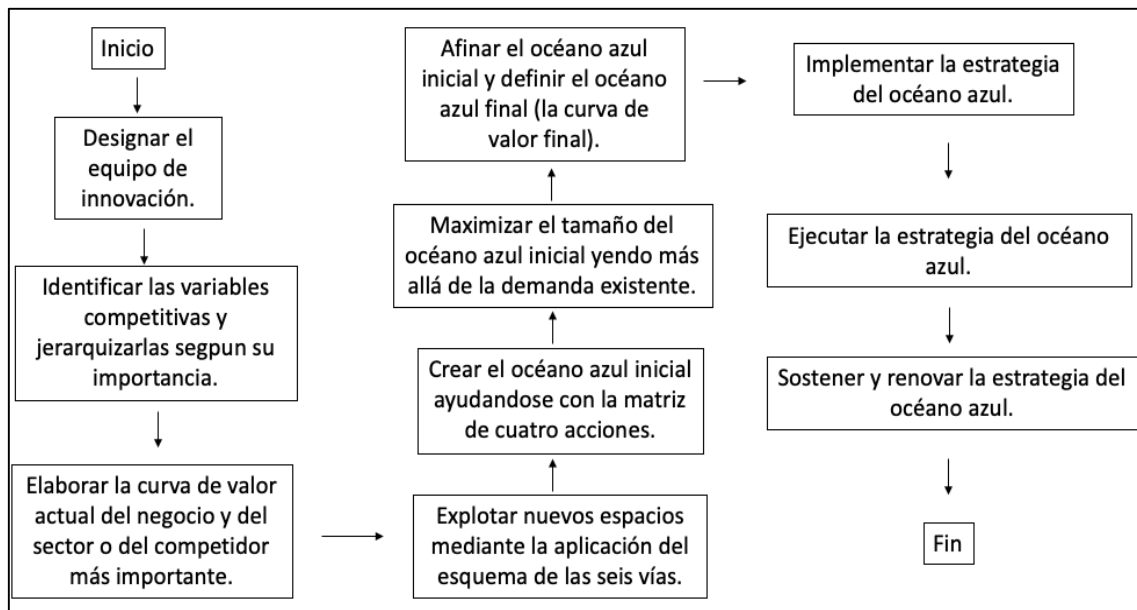 Inicio
Designar el
equipo de
innovación.
Identificar las variables
competitivas y
jerarquizarlas segpun su
importancia.
Elaborar la curva de valor
actual del negocio y del
sector o del competidor
más importante.
Explotar nuevos espacios
mediante la aplicación del
esquema de las seis vías.
Crear el océano azul inicial
ayudandose con la matriz
de cuatro acciones.
Maximizar el tamaño del
océano azul inicial yendo más
allá de la demanda existente.
Afinar el océano azul
inicial y definir el océano
azul final (la curva de
valor final).
Implementar la estrategia
del océano azul.
Ejecutar la estrategia del océano
azul.
Sostener y renovar la estrategia del
océano azul.
Fin